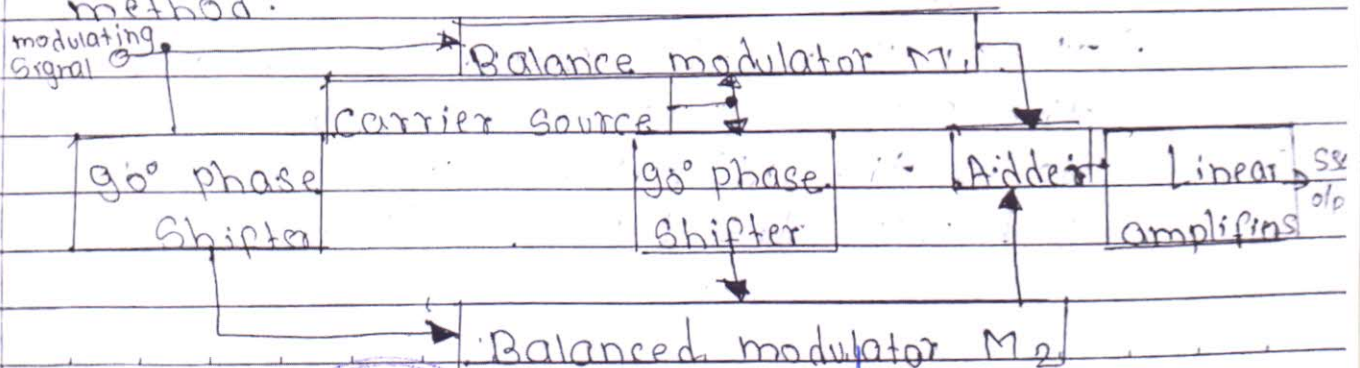 method.
modulating
Signal
Balance modulator M1
Carrier Source
90° phase
Shifter
90° phase
Shifter
Adder
Linear
amplifins
o/p
Balanced modulator M2